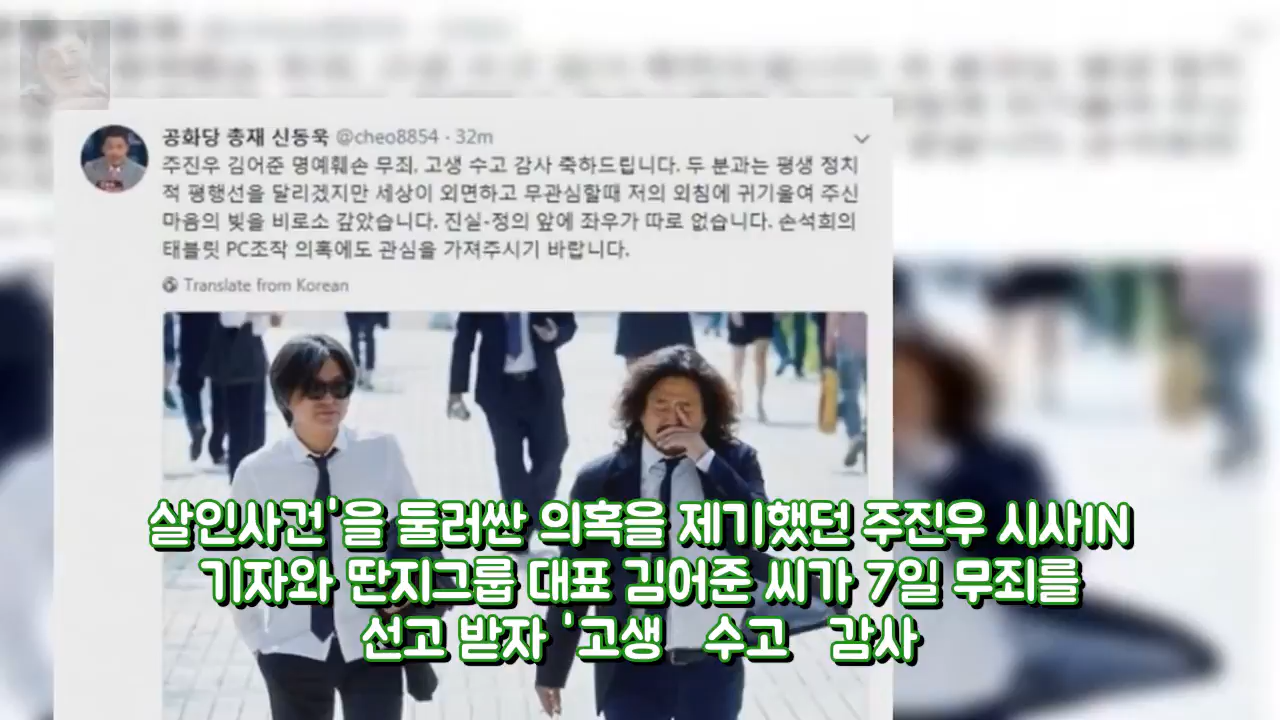 공화당 총재 신동욱 @cheo8854 · 32m
주진우 김어준 명예훼손 무죄, 고생 수고 감사 축하드립니다. 두 분과는 평생 정치
적 평행선을 달리겠지만 세상이 외면하고 무관심할때 저의 외침에 귀기울여 주신
마음의 빚을 비로소 갚았습니다. 진실-정의 앞에 좌우가 따로 없습니다. 손석희의
태블릿 PC조작 의혹에도 관심을 가져주시기 바랍니다.
Translate from Korean
살인사건'을 둘러싼 의혹을 제기했던 주진우 시사IN
기자와 딴지그룹 대표 김어준 씨가 7일 무죄를
선고 받자 '고생 수고 감사